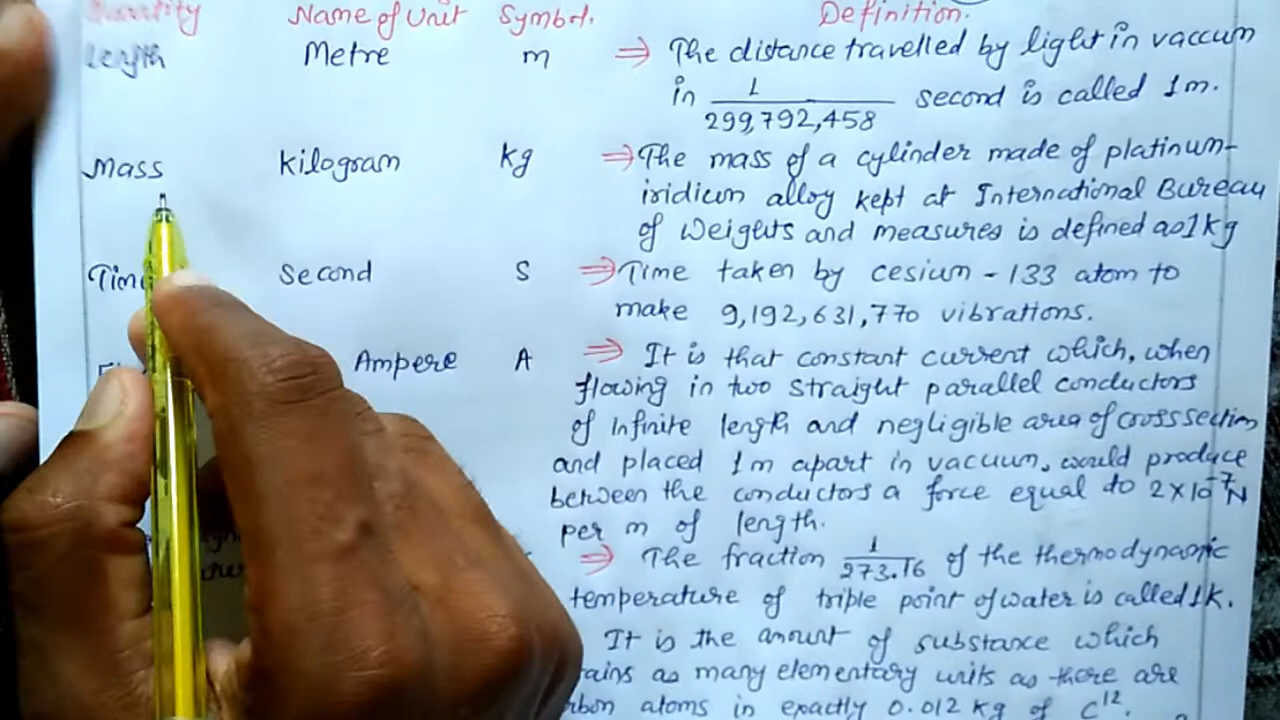 Quantity Name of Unit Symbol. Definition.
Length Metre m ⇒ The distance travelled by light in vaccum
in 1/299,792,458 second is called 1m.
Mass kilogram kg ⇒ The mass of a cylinder made of platinum-
iridium alloy kept at International Bureau
of Weights and measures is defined as 1kg
Time Second S ⇒ Time taken by cesium - 133 atom to
make 9,192,631,770 vibrations.
Ampere A ⇒ It is that constant current which, when
flowing in two straight parallel conductors
of infinite length and negligible area of cross section
and placed 1m apart in vacuum, would produce
between the conductors a force equal to 2×10⁻⁷N
per m of length.
⇒ The fraction 1/273.16 of the thermodynamic
temperature of triple point of water is called 1k.
It is the amount of substance which
as many elementary units as there are
atoms in exactly 0.012 kg of C¹².